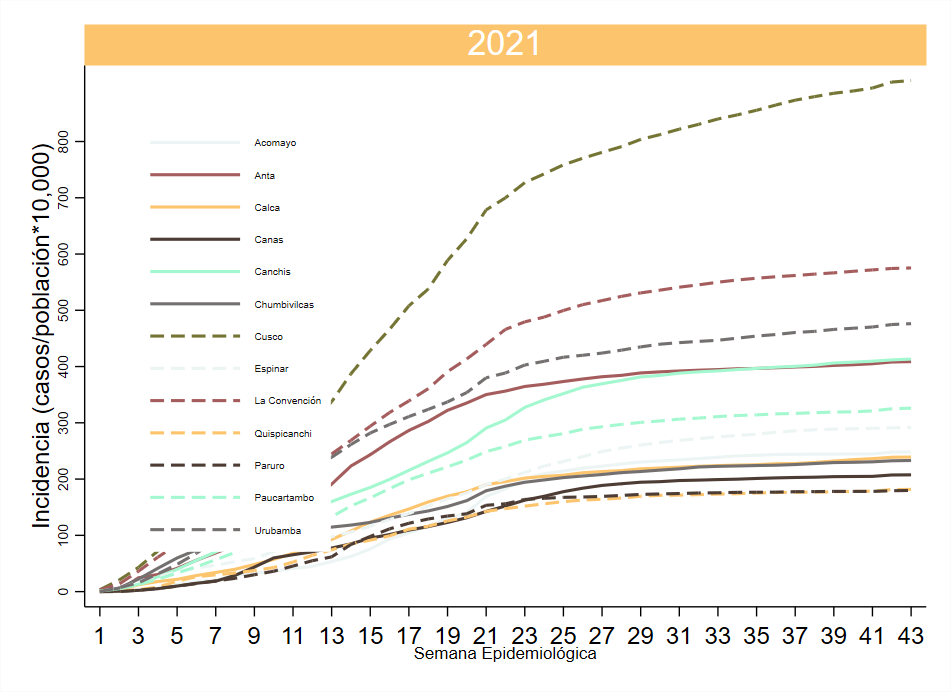 2021
Incidencia (casos/población*10,000)
800
700
600
500
400
300
200
100
0
Acomayo
Anta
Calca
Canas
Canchis
Chumbivilcas
Cusco
Espinar
La Convención
Quispicanchi
Paruro
Paucartambo
Urubamba
1 3 5 7 9 11 13 15 17 19 21 23 25 27 29 31 33 35 37 39 41 43
Semana Epidemiológica